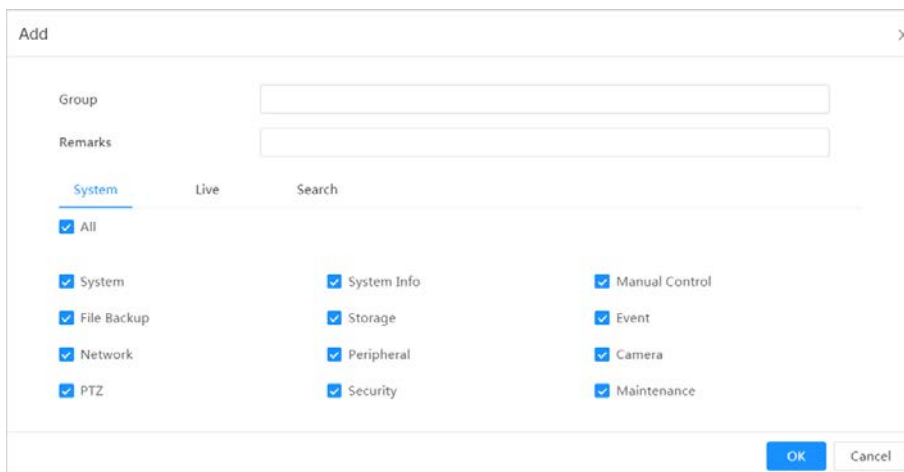 Add
Group
Remarks
System Live Search
All
System System Info Manual Control
File Backup Storage Event
Network Peripheral Camera
PTZ Security Maintenance
OK Cancel